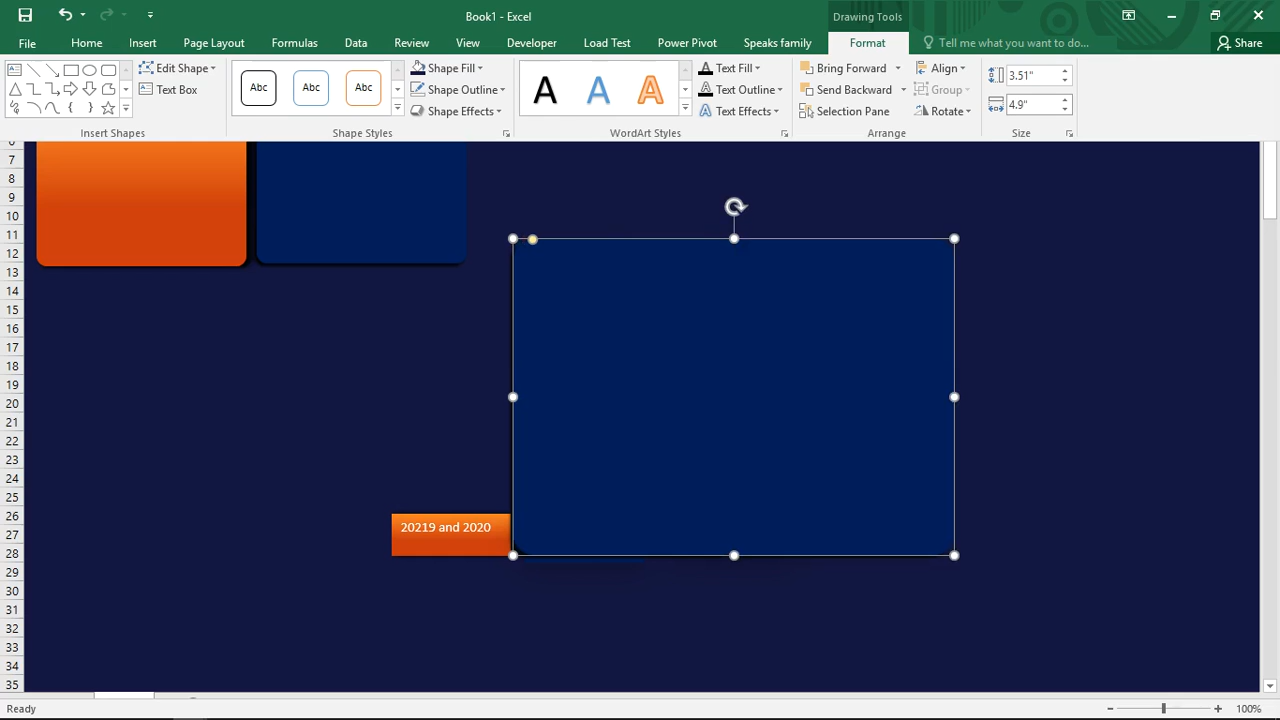 Book1 - Excel
Drawing Tools
File Home Insert Page Layout Formulas Data Review View Developer Load Test Power Pivot Speaks family Format Tell me what you want to do... Share
Edit Shape
Text Box
Insert Shapes
Abc Abc Abc
Shape Fill
Shape Outline
Shape Effects
Shape Styles
A A A
Text Fill
Text Outline
Text Effects
WordArt Styles
Bring Forward
Send Backward
Selection Pane
Align
Group
Rotate
Arrange
3.51"
4.9"
Size
7
8
9
10
11
12
13
14
15
16
17
18
19
20
21
22
23
24
25
26
27
28
29
30
31
32
33
34
35
20219 and 2020
Ready
100%